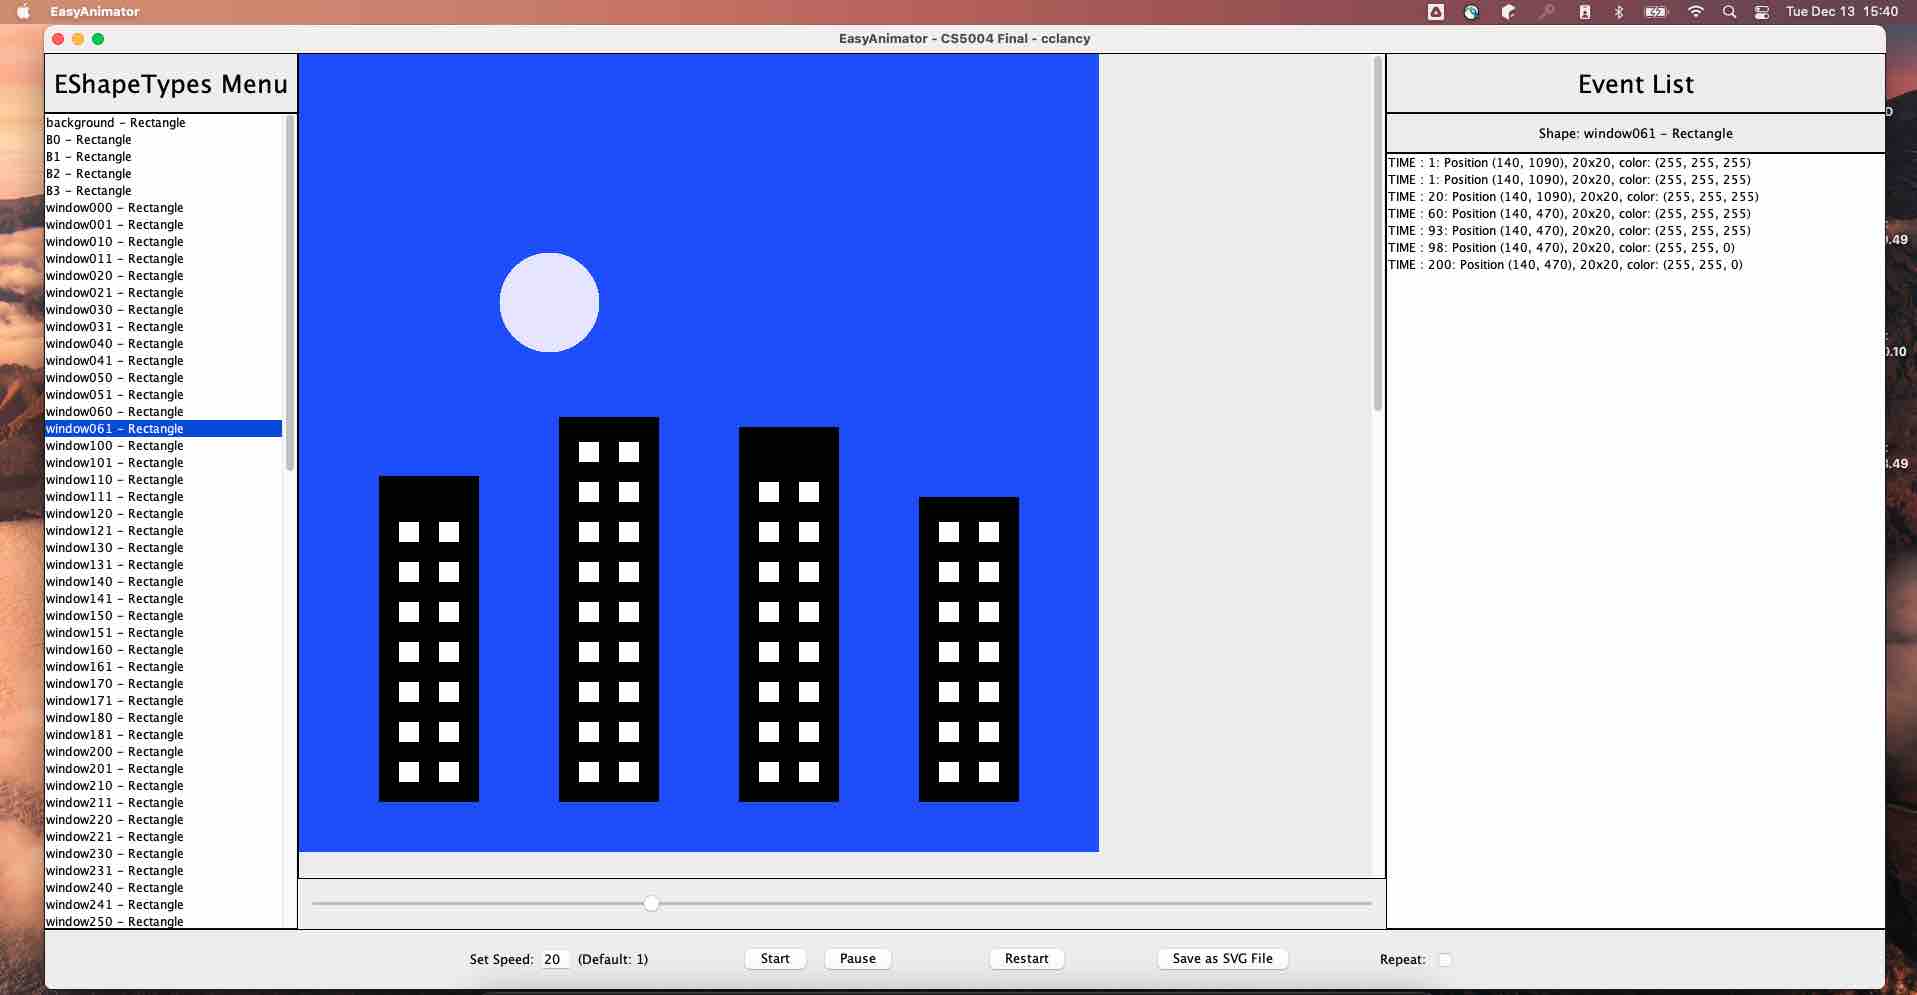 EasyAnimator
Tue Dec 13 15:40
EasyAnimator - CS5004 Final - cclancy
EShapeTypes Menu
background - Rectangle
B0 - Rectangle
B1 - Rectangle
B2 - Rectangle
B3 - Rectangle
window000 - Rectangle
window001 - Rectangle
window010 - Rectangle
window011 - Rectangle
window020 - Rectangle
window021 - Rectangle
window030 - Rectangle
window031 - Rectangle
window040 - Rectangle
window041 - Rectangle
window050 - Rectangle
window051 - Rectangle
window060 - Rectangle
window061 - Rectangle
window100 - Rectangle
window101 - Rectangle
window110 - Rectangle
window111 - Rectangle
window120 - Rectangle
window121 - Rectangle
window130 - Rectangle
window131 - Rectangle
window140 - Rectangle
window141 - Rectangle
window150 - Rectangle
window151 - Rectangle
window160 - Rectangle
window161 - Rectangle
window170 - Rectangle
window171 - Rectangle
window180 - Rectangle
window181 - Rectangle
window200 - Rectangle
window201 - Rectangle
window210 - Rectangle
window211 - Rectangle
window220 - Rectangle
window221 - Rectangle
window230 - Rectangle
window231 - Rectangle
window240 - Rectangle
window241 - Rectangle
window250 - Rectangle
Event List
Shape: window061 - Rectangle
TIME : 1: Position (140, 1090), 20x20, color: (255, 255, 255)
TIME : 1: Position (140, 1090), 20x20, color: (255, 255, 255)
TIME : 20: Position (140, 1090), 20x20, color: (255, 255, 255)
TIME : 60: Position (140, 470), 20x20, color: (255, 255, 255)
TIME : 93: Position (140, 470), 20x20, color: (255, 255, 255)
TIME : 98: Position (140, 470), 20x20, color: (255, 255, 0)
TIME : 200: Position (140, 470), 20x20, color: (255, 255, 0)
Set Speed: 20 (Default: 1) Start Pause Restart Save as SVG File Repeat: